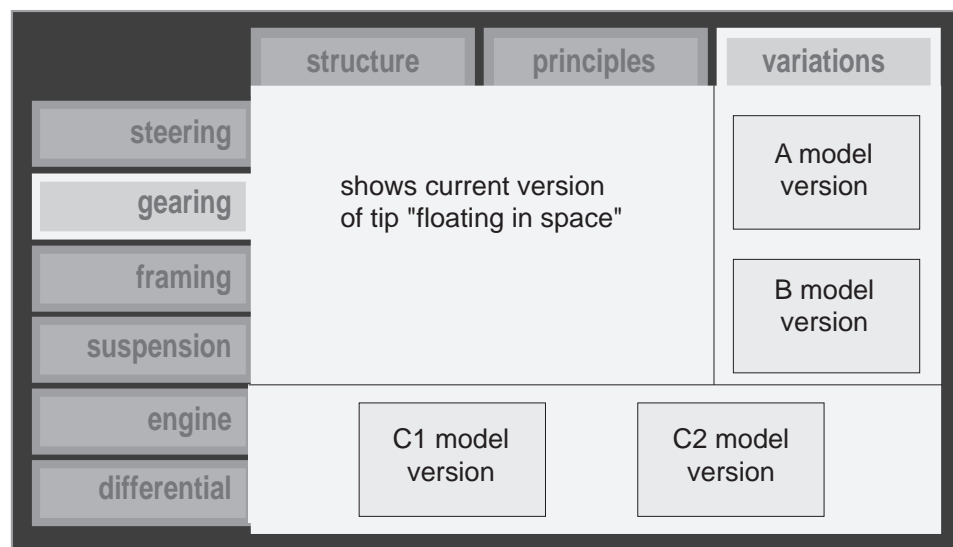 structure
principles
variations
steering
gearing
framing
suspension
engine
differential
shows current version
of tip "floating in space"
A model
version
B model
version
C1 model
version
C2 model
version